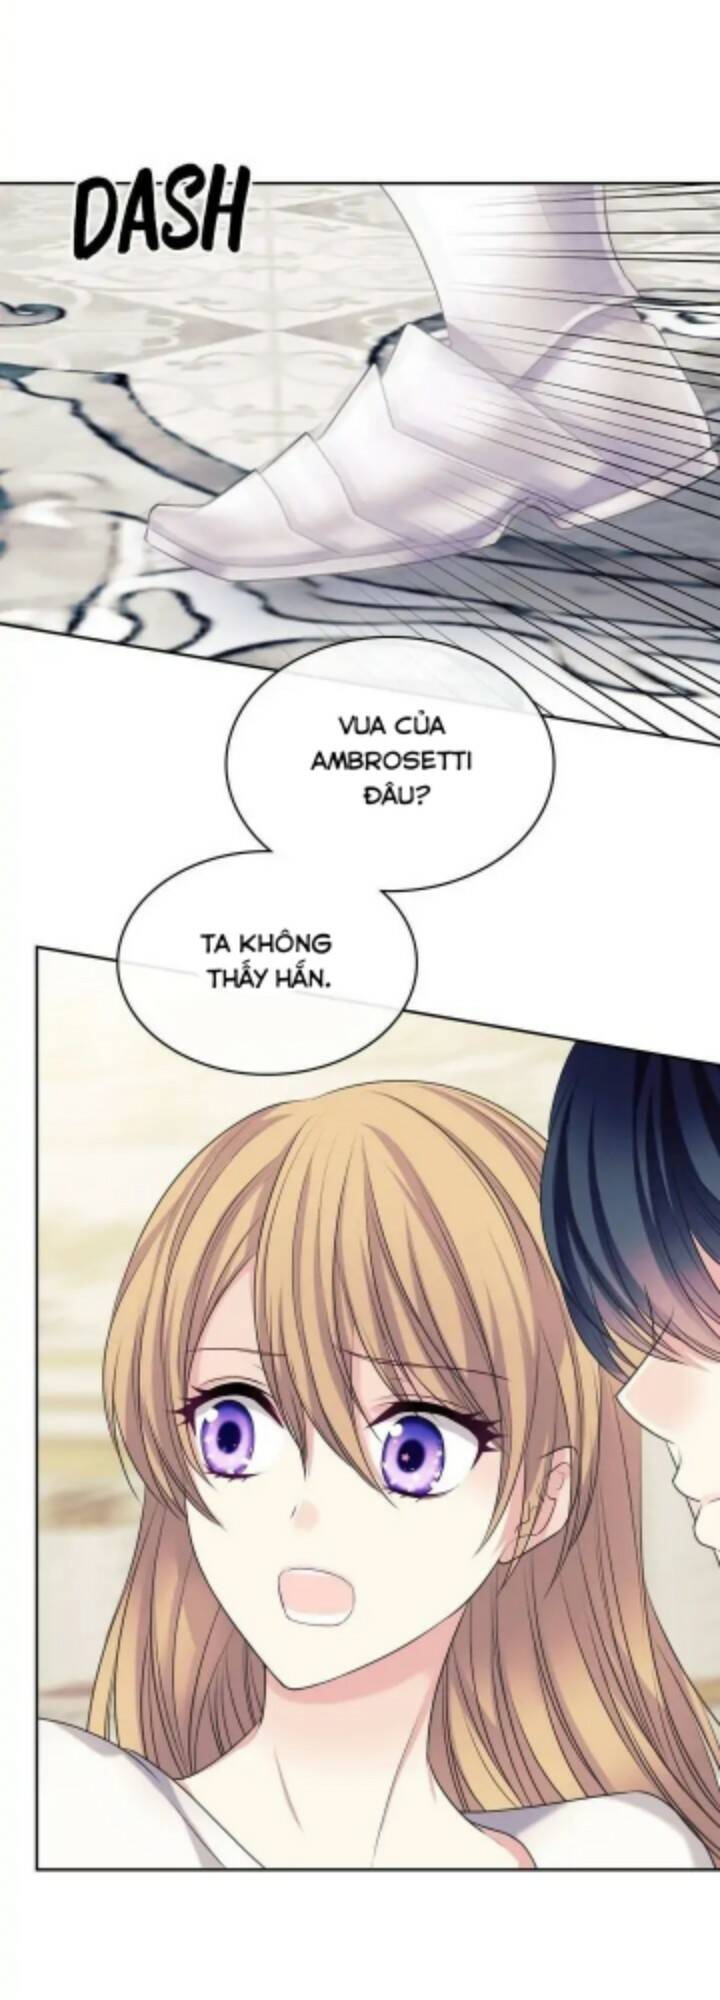 DASH
VUA CỦA
AMBROSETTI
ĐÂU?
TA KHÔNG
THẤY HẮN.